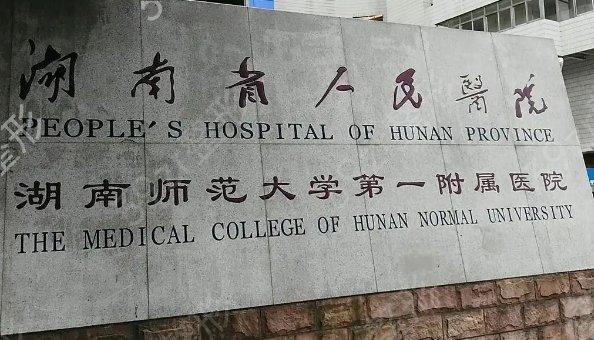 湖南省人民醫院
PEOPLE'S HOSPITAL OF HUNAN PROVINCE
湖南师范大学第一附属医院
THE MEDICAL COLLEGE OF HUNAN NORMAL UNIVERSITY